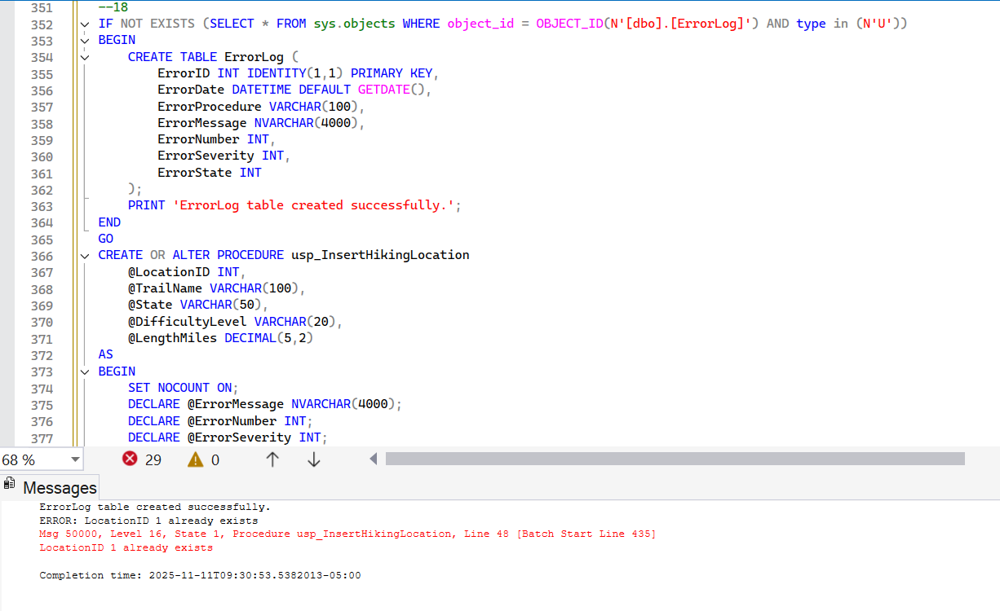 351 --18
352 IF NOT EXISTS (SELECT * FROM sys.objects WHERE object_id = OBJECT_ID(N'[dbo].[ErrorLog]') AND type in (N'U'))
353 BEGIN
354     CREATE TABLE ErrorLog (
355         ErrorID INT IDENTITY(1,1) PRIMARY KEY,
356         ErrorDate DATETIME DEFAULT GETDATE(),
357         ErrorProcedure VARCHAR(100),
358         ErrorMessage NVARCHAR(4000),
359         ErrorNumber INT,
360         ErrorSeverity INT,
361         ErrorState INT
362     );
363     PRINT 'ErrorLog table created successfully.';
364 END
365 GO
366 CREATE OR ALTER PROCEDURE usp_InsertHikingLocation
367     @LocationID INT,
368     @TrailName VARCHAR(100),
369     @State VARCHAR(50),
370     @DifficultyLevel VARCHAR(20),
371     @LengthMiles DECIMAL(5,2)
372 AS
373 BEGIN
374     SET NOCOUNT ON;
375     DECLARE @ErrorMessage NVARCHAR(4000);
376     DECLARE @ErrorNumber INT;
377     DECLARE @ErrorSeverity INT;
68 % 29 0
Messages
ErrorLog table created successfully.
ERROR: LocationID 1 already exists
Msg 50000, Level 16, State 1, Procedure usp_InsertHikingLocation, Line 48 [Batch Start Line 435]
LocationID 1 already exists
Completion time: 2025-11-11T09:30:53.5382013-05:00